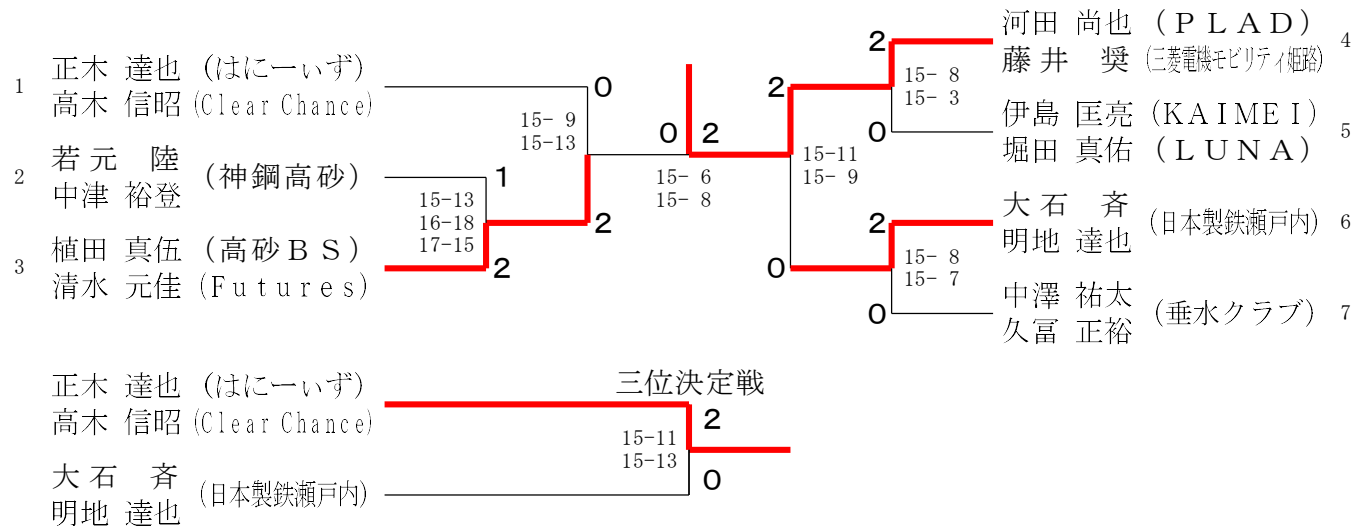 1
正木 達也 (はにーぃず)
高木 信昭 (Clear Chance)
2
若元 陸
中津 裕登
(神鋼高砂)
3
植田 真伍 (高砂BS)
清水 元佳 (Futures)
0
15- 9
15-13
2
1
15-13
16-18
17-15
2
0 2
15- 6
15- 8
河田 尚也 (PLAD)
藤井 奨 (三菱電機モビリティ姫路)
4
伊島 匡亮 (KAIMEI)
堀田 真佑 (LUNA)
5
大石 斉
明地 達也
(日本製鉄瀬戸内)
6
中澤 祐太
久冨 正裕
(垂水クラブ)
7
2
15- 8
15- 3
0
2
15-11
15- 9
0
2
15- 8
15- 7
0
三位決定戦
正木 達也 (はにーぃず)
高木 信昭 (Clear Chance)
大石 斉
明地 達也
(日本製鉄瀬戸内)
2
15-11
15-13
0